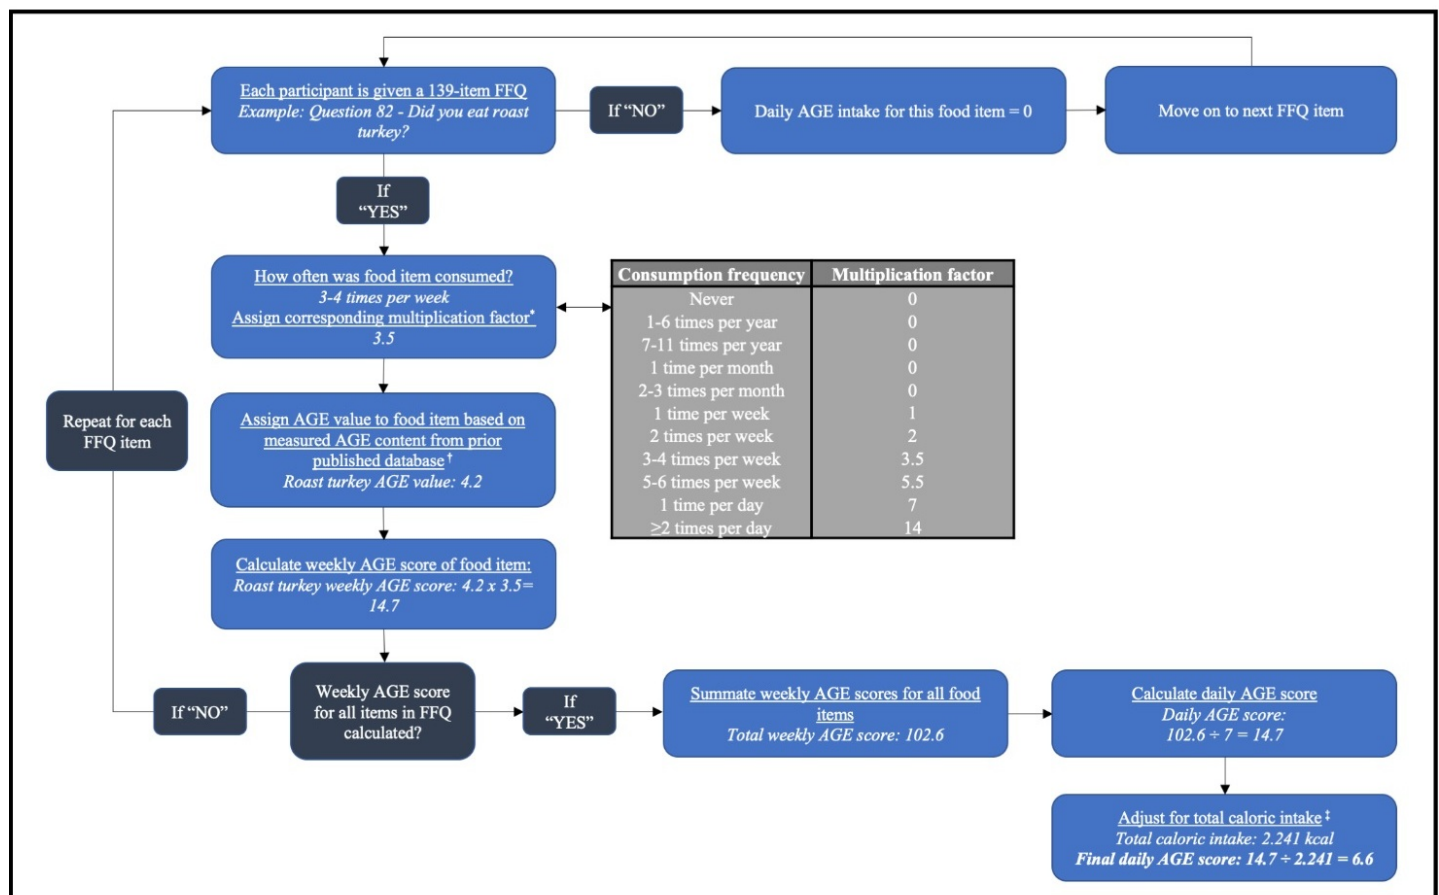 Each participant is given a 139-item FFQ
Example: Question 82 - Did you eat roast
turkey?
If “NO”
Daily AGE intake for this food item = 0
Move on to next FFQ item
If
“YES”
How often was food item consumed?
3-4 times per week
Assign corresponding multiplication factor*
3.5
Consumption frequency Multiplication factor
Never 0
1-6 times per year 0
7-11 times per year 0
1 time per month 0
2-3 times per month 0
1 time per week 1
2 times per week 2
3-4 times per week 3.5
5-6 times per week 5.5
1 time per day 7
≥2 times per day 14
Repeat for each
FFQ item
Assign AGE value to food item based on
measured AGE content from prior
published database†
Roast turkey AGE value: 4.2
Calculate weekly AGE score of food item:
Roast turkey weekly AGE score: 4.2 x 3.5=
14.7
Weekly AGE score
for all items in FFQ
calculated?
If “NO”
If
“YES”
Summate weekly AGE scores for all food
items
Total weekly AGE score: 102.6
Calculate daily AGE score
Daily AGE score:
102.6 ÷ 7 = 14.7
Adjust for total caloric intake‡
Total caloric intake: 2.241 kcal
Final daily AGE score: 14.7 ÷ 2.241 = 6.6